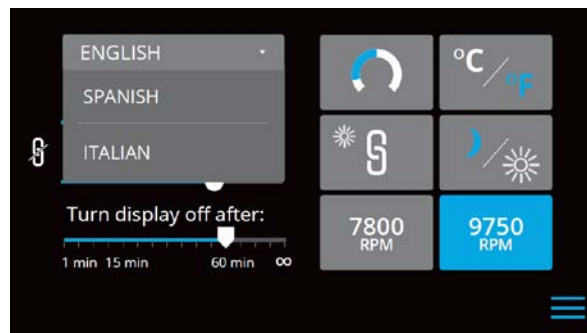 ENGLISH
SPANISH
ITALIAN
Turn display off after:
1 min 15 min 60 min ∞
°C/°F
7800
RPM
9750
RPM